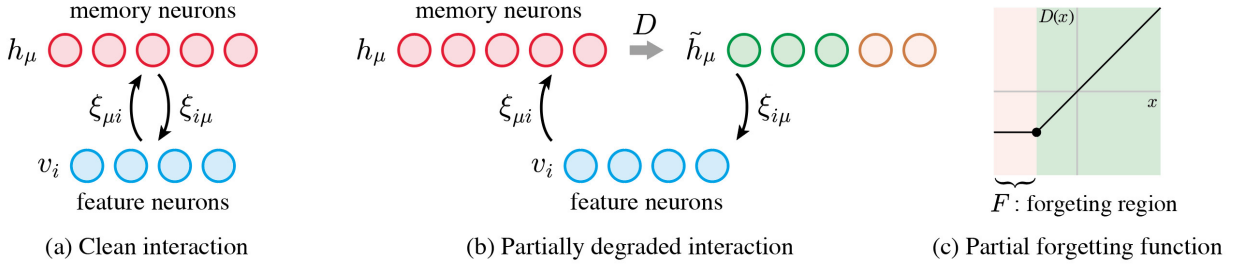 memory neurons
h_μ
ξ_μi
ξ_iμ
v_i
feature neurons
(a) Clean interaction
memory neurons
h_μ
D
h̃_μ
ξ_μi
ξ_iμ
v_i
feature neurons
(b) Partially degraded interaction
D(x)
x
F : forgeting region
(c) Partial forgetting function